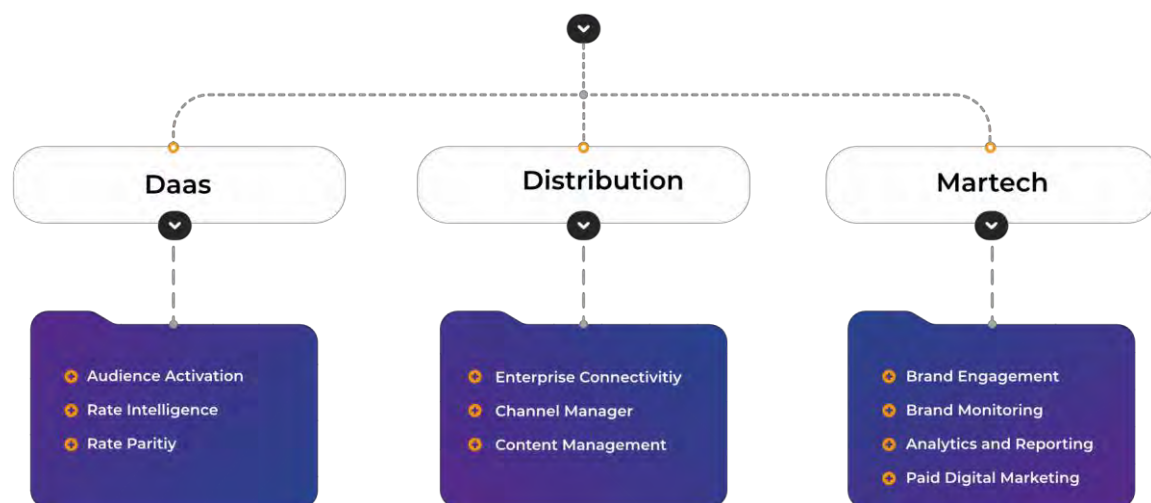 Daas
Distribution
Martech
Audience Activation
Rate Intelligence
Rate Paritiy
Enterprise Connectivitiy
Channel Manager
Content Management
Brand Engagement
Brand Monitoring
Analytics and Reporting
Paid Digital Marketing